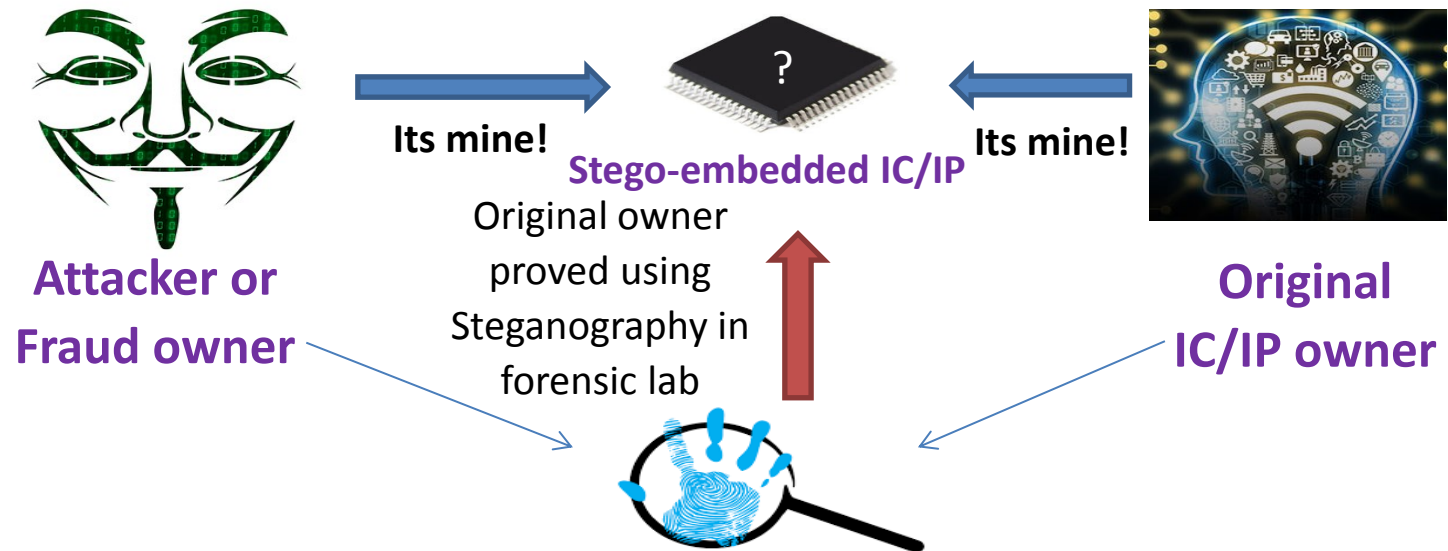 ?
Its mine!
Its mine!
Stego-embedded IC/IP
Original owner
proved using
Steganography in
forensic lab
Attacker or
Fraud owner
Original
IC/IP owner